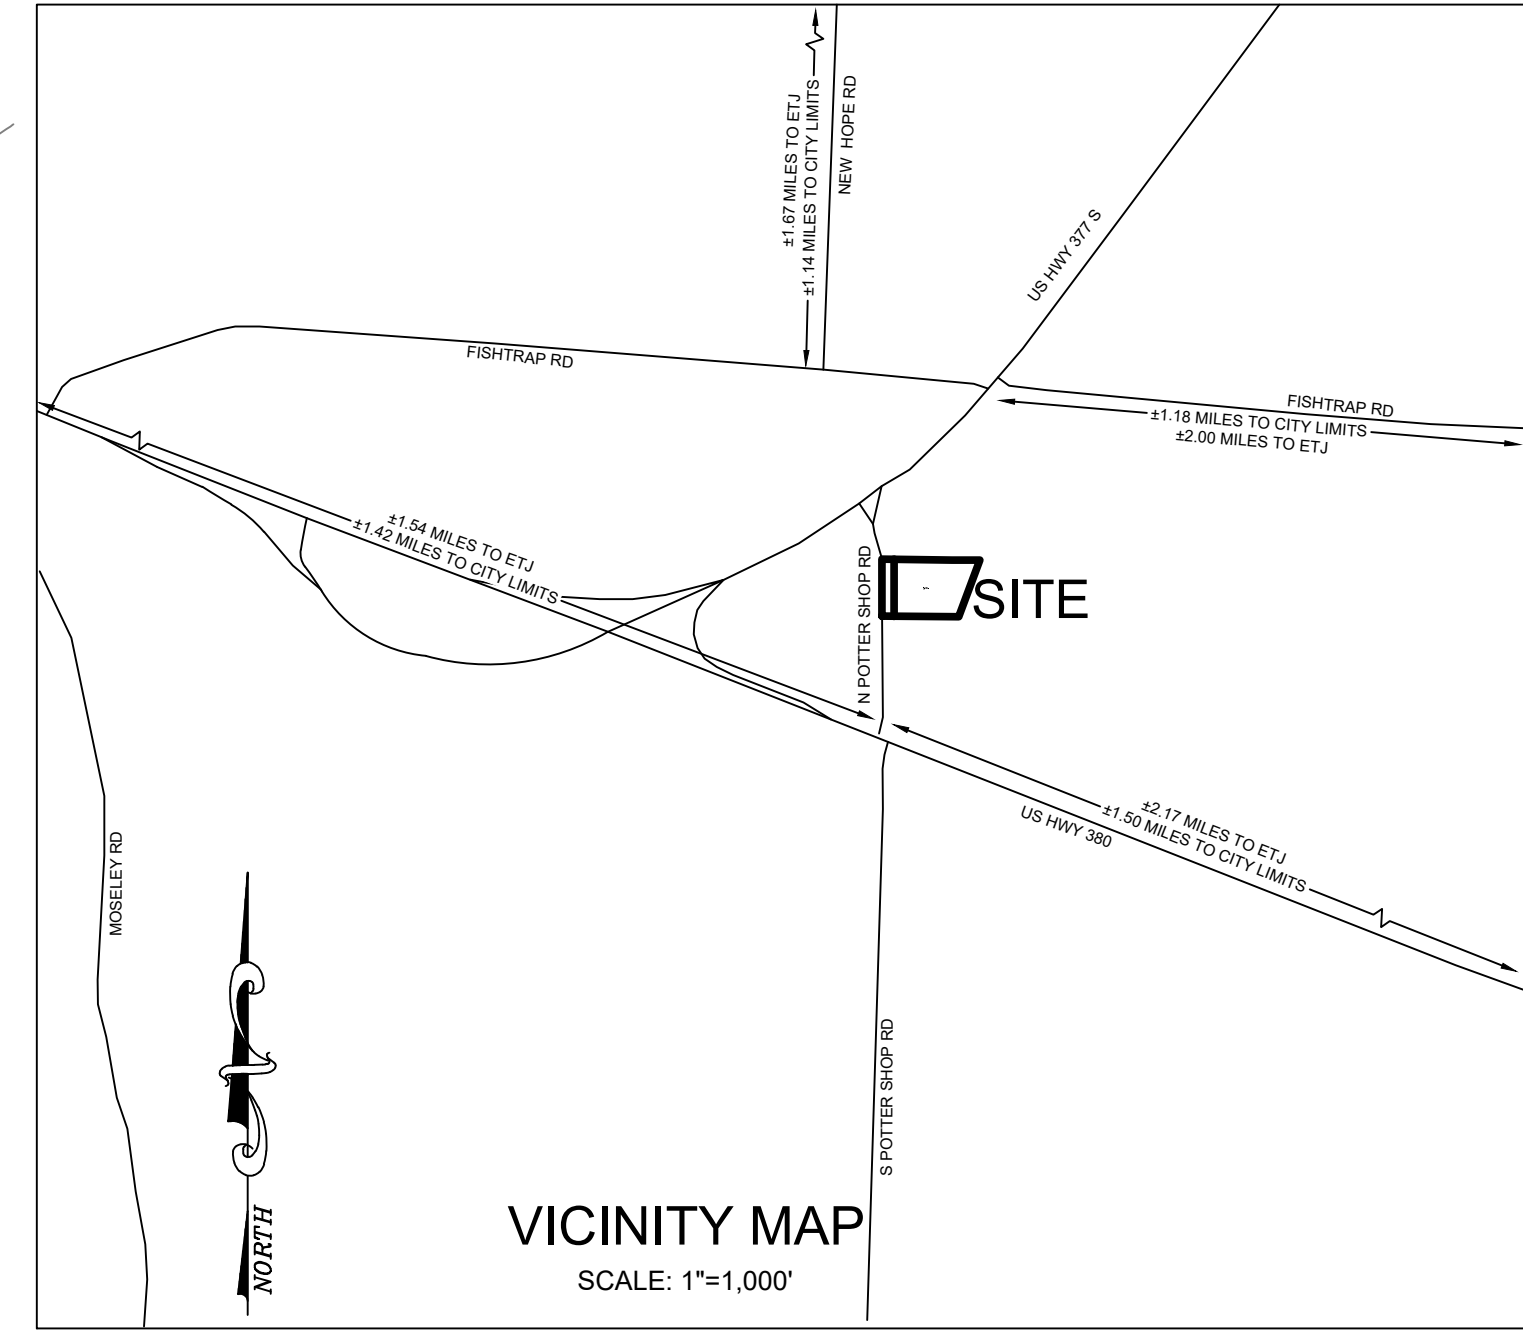 ±1.67 MILES TO ETJ
±1.14 MILES TO CITY LIMITS
NEW HOPE RD
US HWY 377 S
FISHTRAP RD
FISHTRAP RD
±1.18 MILES TO CITY LIMITS
±2.00 MILES TO ETJ
±1.54 MILES TO ETJ
±1.42 MILES TO CITY LIMITS
N POTTER SHOP RD
SITE
±2.17 MILES TO ETJ
±1.50 MILES TO CITY LIMITS
US HWY 380
MOSELEY RD
S POTTER SHOP RD
NORTH
VICINITY MAP
SCALE: 1"=1,000'